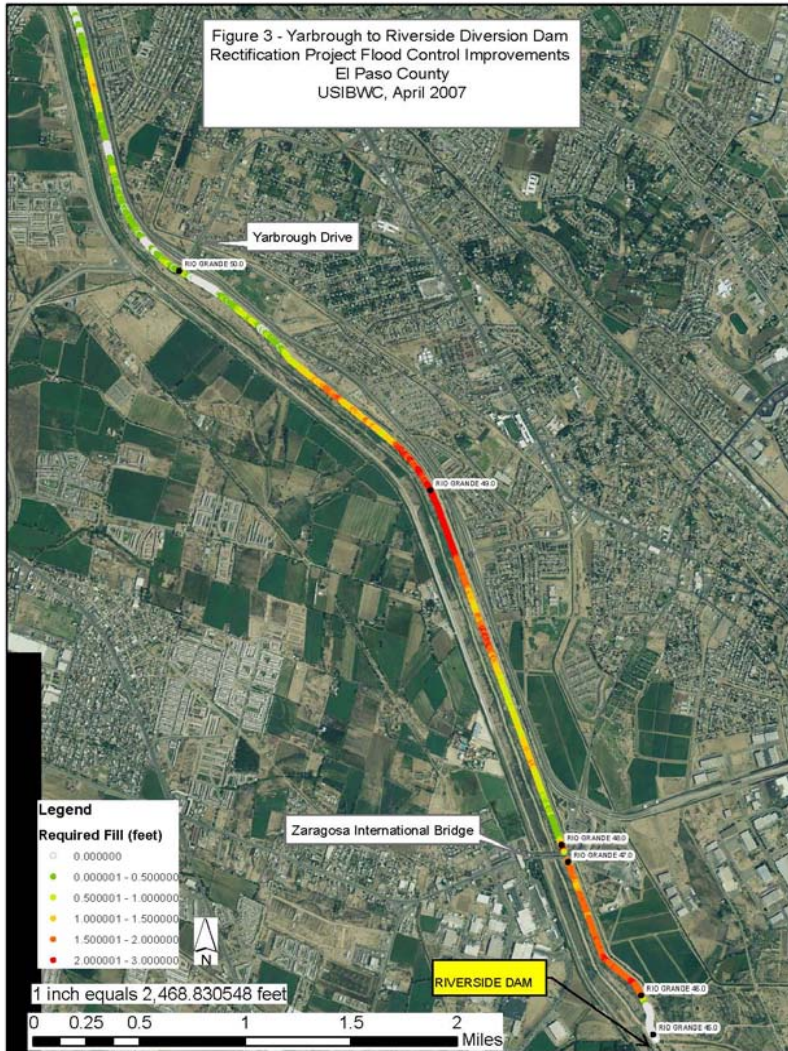 Figure 3 - Yarbrough to Riverside Diversion Dam
Rectification Project Flood Control Improvements
El Paso County
USIBWC, April 2007
Yarbrough Drive
RIO GRANDE 50.0
RIO GRANDE 49.0
Legend
Required Fill (feet)
0.000000
0.000001 - 0.500000
0.500001 - 1.000000
1.000001 - 1.500000
1.500001 - 2.000000
2.000001 - 3.000000
N
Zaragosa International Bridge
RIO GRANDE 48.0
RIO GRANDE 47.0
RIVERSIDE DAM
RIO GRANDE 46.0
RIO GRANDE 45.0
1 inch equals 2,468.830548 feet
0 0.25 0.5 1 1.5 2
Miles